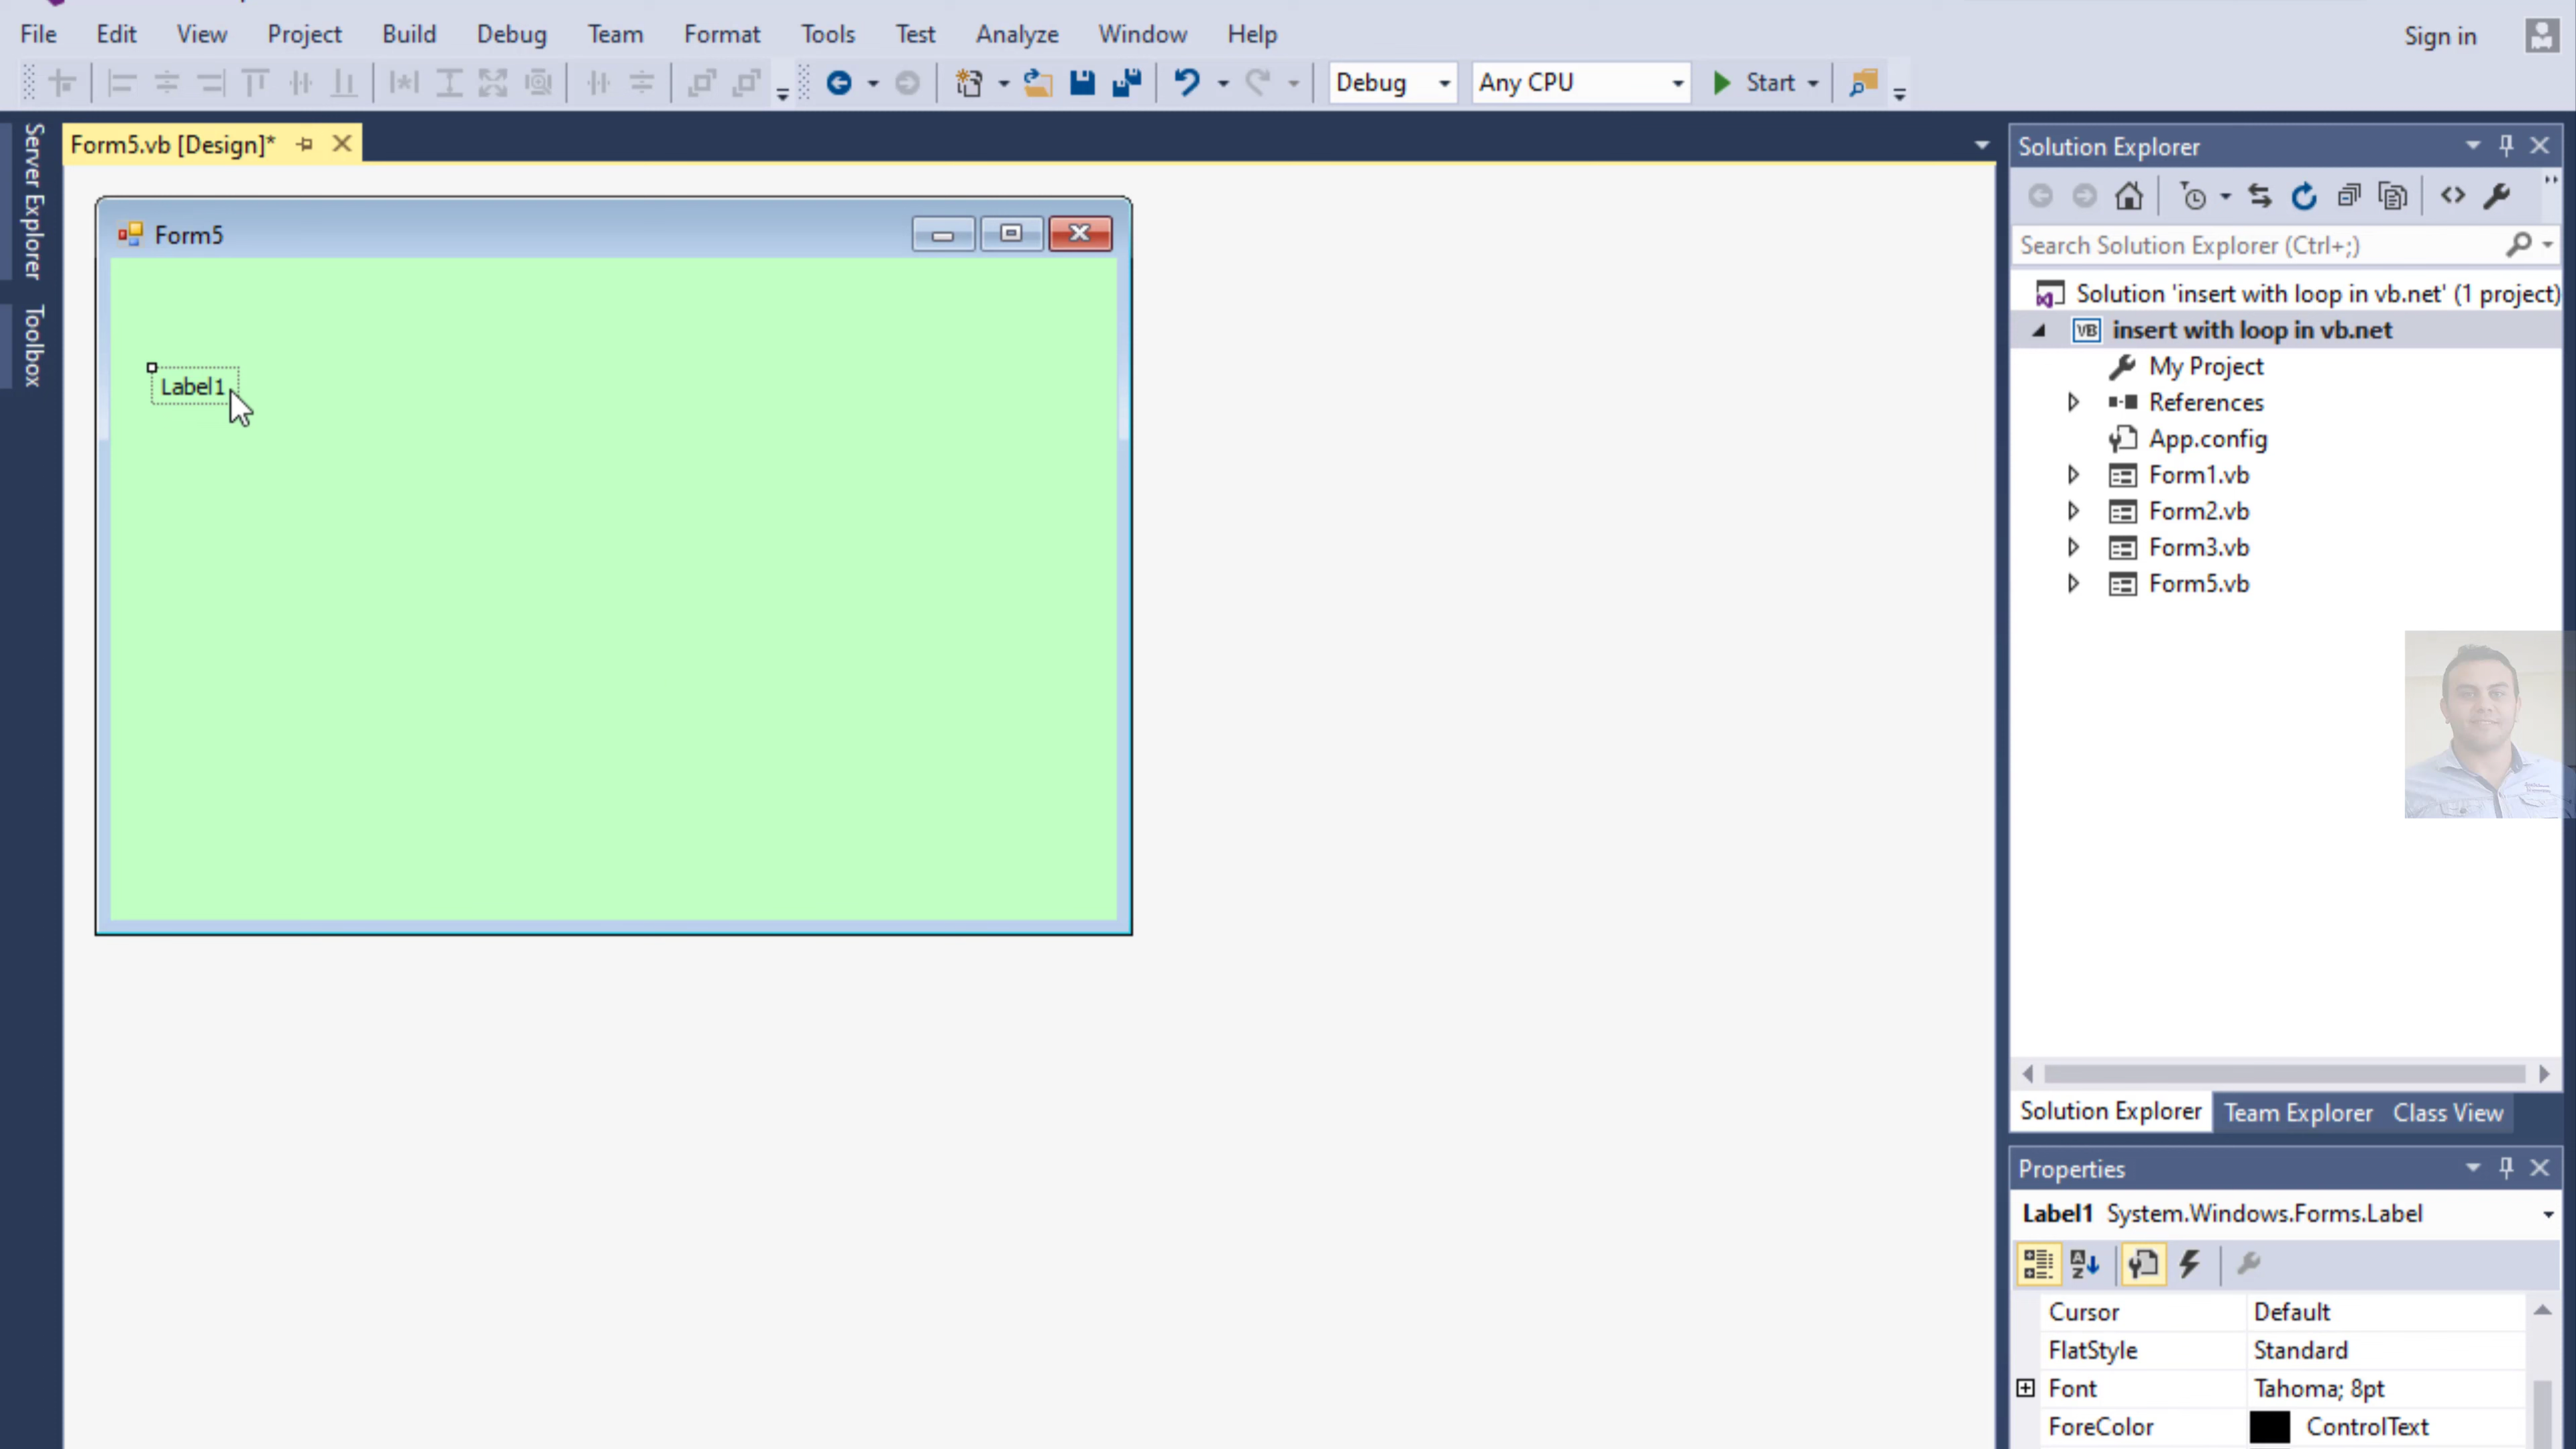 File Edit View Project Build Debug Team Format Tools Test Analyze Window Help Sign in
Debug Any CPU Start
Server Explorer
Toolbox
Form5.vb [Design]*
Form5
Label1
Solution Explorer
Search Solution Explorer (Ctrl+;)
Solution 'insert with loop in vb.net' (1 project)
VB insert with loop in vb.net
My Project
References
App.config
Form1.vb
Form2.vb
Form3.vb
Form5.vb
Solution Explorer Team Explorer Class View
Properties
Label1 System.Windows.Forms.Label
Cursor Default
FlatStyle Standard
Font Tahoma; 8pt
ForeColor ControlText